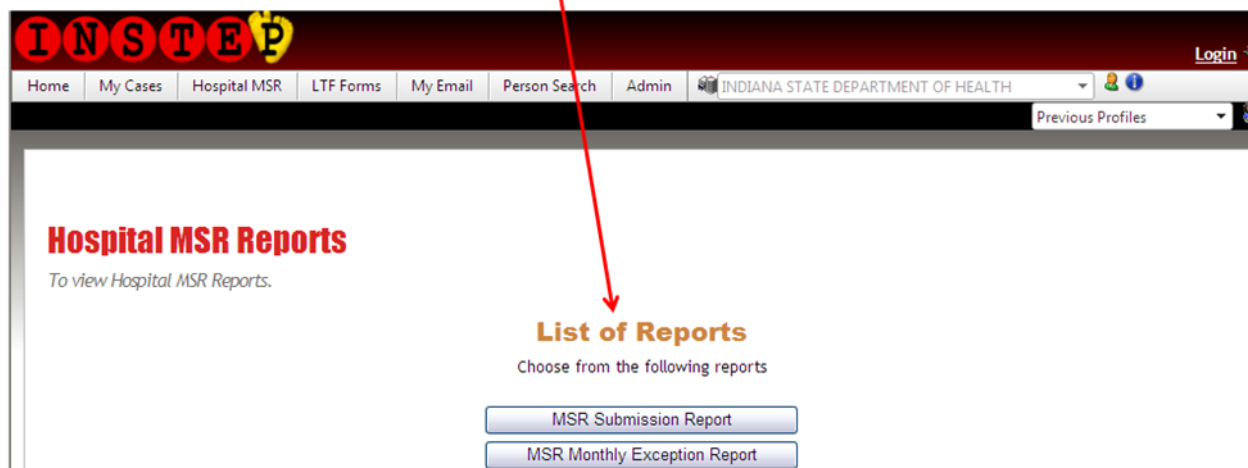 INSTEP
Login
Home My Cases Hospital MSR LTF Forms My Email Person Search Admin INDIANA STATE DEPARTMENT OF HEALTH
Previous Profiles
Hospital MSR Reports
To view Hospital MSR Reports.
List of Reports
Choose from the following reports
MSR Submission Report
MSR Monthly Exception Report